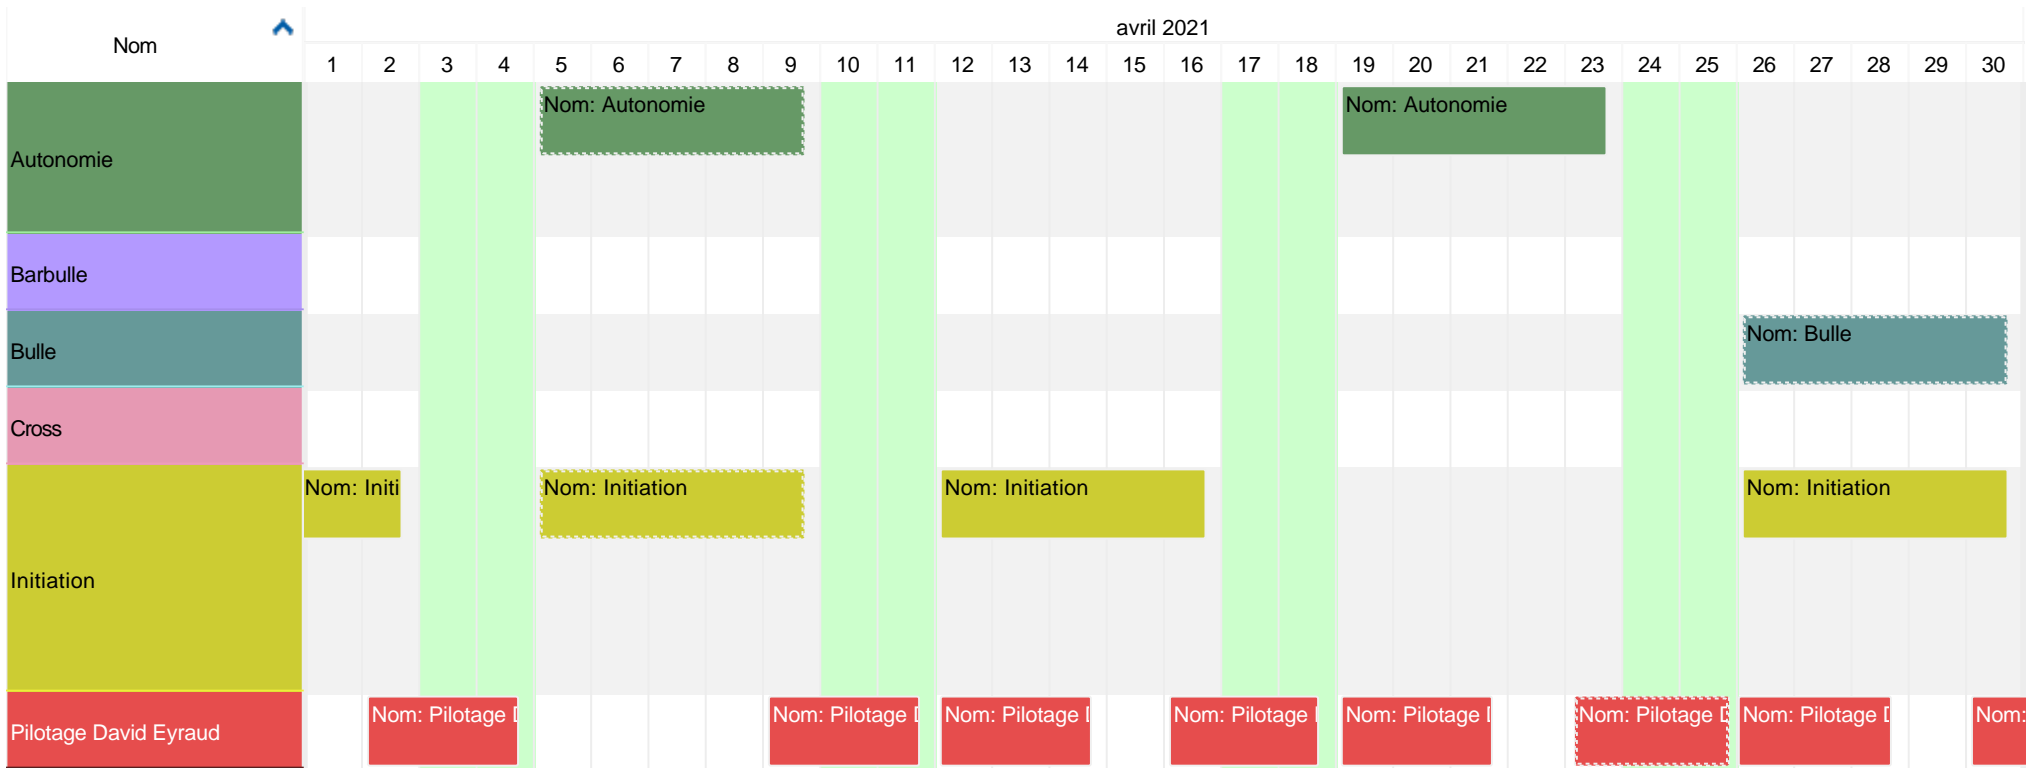 Nom
avril 2021
1 2 3 4 5 6 7 8 9 10 11 12 13 14 15 16 17 18 19 20 21 22 23 24 25 26 27 28 29 30
Autonomie
Nom: Autonomie
Nom: Autonomie
Barbulle
Bulle
Nom: Bulle
Cross
Initiation
Nom: Initi
Nom: Initiation
Nom: Initiation
Nom: Initiation
Pilotage David Eyraud
Nom: Pilotage
Nom: Pilotage
Nom: Pilotage
Nom: Pilotage
Nom: Pilotage
Nom: Pilotage
Nom: Pilotage
Nom: